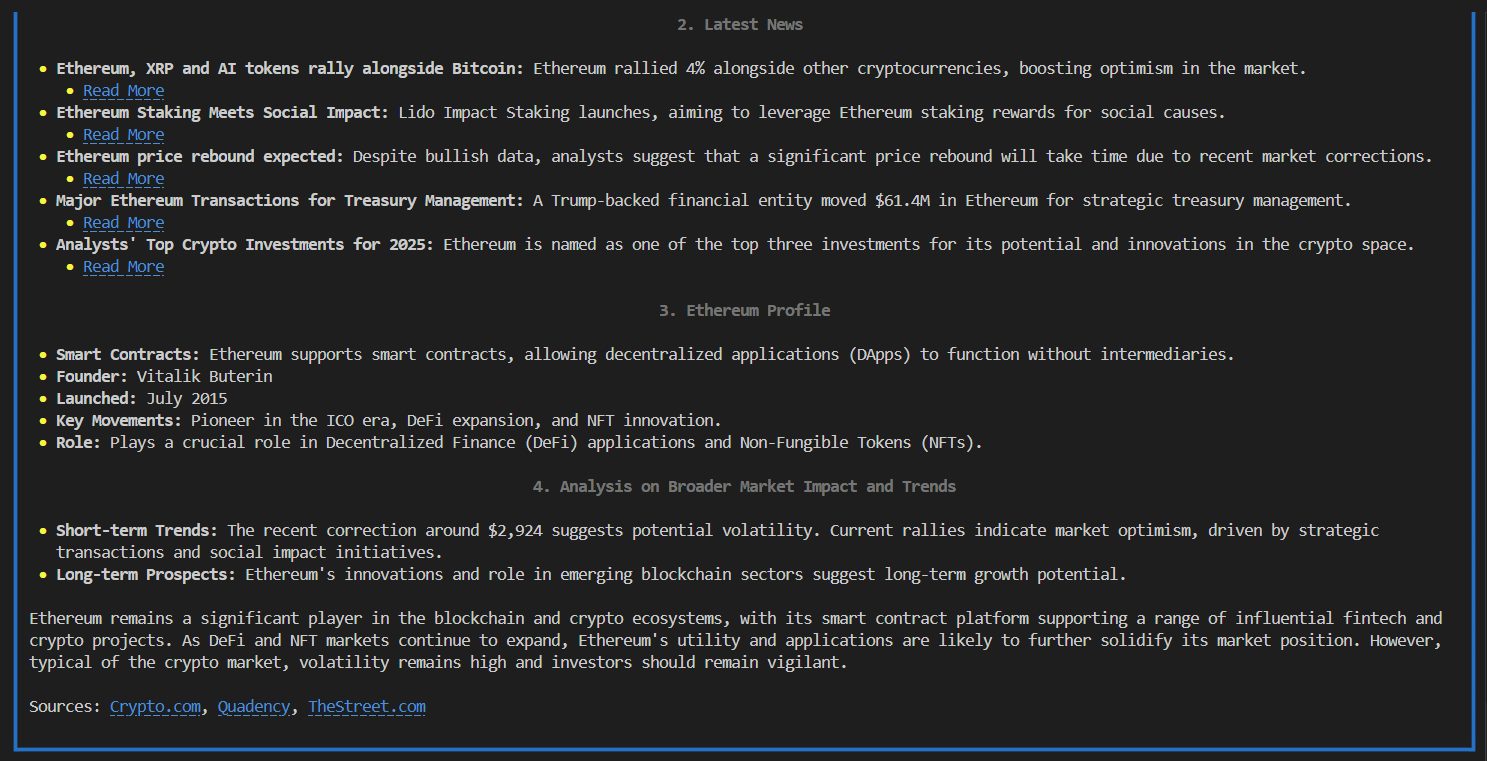 2. Latest News
• Ethereum, XRP and AI tokens rally alongside Bitcoin: Ethereum rallied 4% alongside other cryptocurrencies, boosting optimism in the market.
• Read More
• Ethereum Staking Meets Social Impact: Lido Impact Staking launches, aiming to leverage Ethereum staking rewards for social causes.
• Read More
• Ethereum price rebound expected: Despite bullish data, analysts suggest that a significant price rebound will take time due to recent market corrections.
• Read More
• Major Ethereum Transactions for Treasury Management: A Trump-backed financial entity moved $61.4M in Ethereum for strategic treasury management.
• Read More
• Analysts' Top Crypto Investments for 2025: Ethereum is named as one of the top three investments for its potential and innovations in the crypto space.
• Read More
3. Ethereum Profile
• Smart Contracts: Ethereum supports smart contracts, allowing decentralized applications (DApps) to function without intermediaries.
• Founder: Vitalik Buterin
• Launched: July 2015
• Key Movements: Pioneer in the ICO era, DeFi expansion, and NFT innovation.
• Role: Plays a crucial role in Decentralized Finance (DeFi) applications and Non-Fungible Tokens (NFTs).
4. Analysis on Broader Market Impact and Trends
• Short-term Trends: The recent correction around $2,924 suggests potential volatility. Current rallies indicate market optimism, driven by strategic
transactions and social impact initiatives.
• Long-term Prospects: Ethereum's innovations and role in emerging blockchain sectors suggest long-term growth potential.
Ethereum remains a significant player in the blockchain and crypto ecosystems, with its smart contract platform supporting a range of influential fintech and
crypto projects. As DeFi and NFT markets continue to expand, Ethereum's utility and applications are likely to further solidify its market position. However,
typical of the crypto market, volatility remains high and investors should remain vigilant.
Sources: Crypto.com, Quadency, TheStreet.com